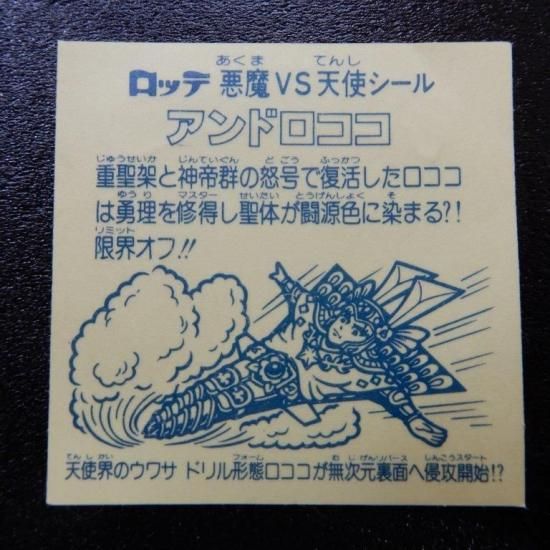 ロッテ 悪魔VS天使シール
あくま てんし
アンドロココ
じゅうせいか じんていぐん どごう ふっかつ
重聖架と神帝群の怒号で復活したロココ
ゆうり マスター せいたい とうげんしょく そ
は勇理を修得し聖体が闘源色に染まる?!
リミット
限界オフ!!
てんしかい フォーム むじげんリバース しんこうスタート
天使界のウワサ ドリル形態ロココが無次元裏面へ侵攻開始!?